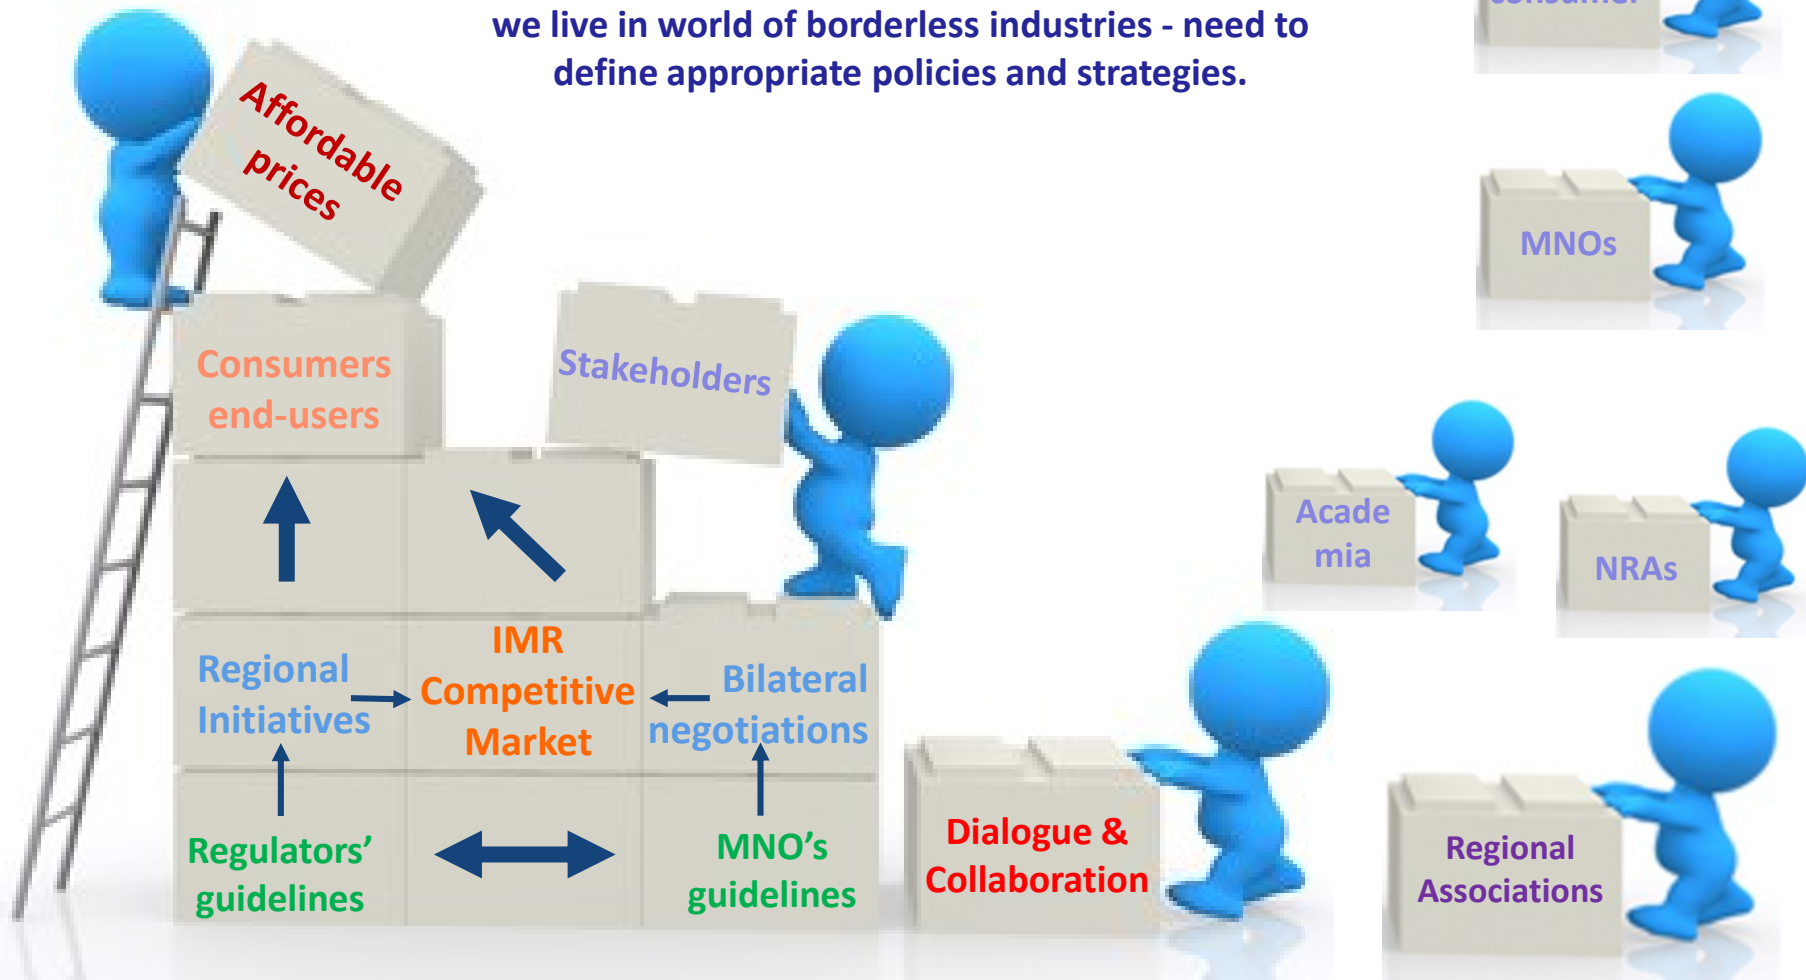 we live in world of borderless industries - need to
define appropriate policies and strategies.
consumer
Affordable
prices
MNOs
Consumers
end-users
Stakeholders
Acade
mia
NRAs
Regional
Initiatives
IMR
Competitive
Market
Bilateral
negotiations
Regulators’
guidelines
MNO’s
guidelines
Dialogue &
Collaboration
Regional
Associations